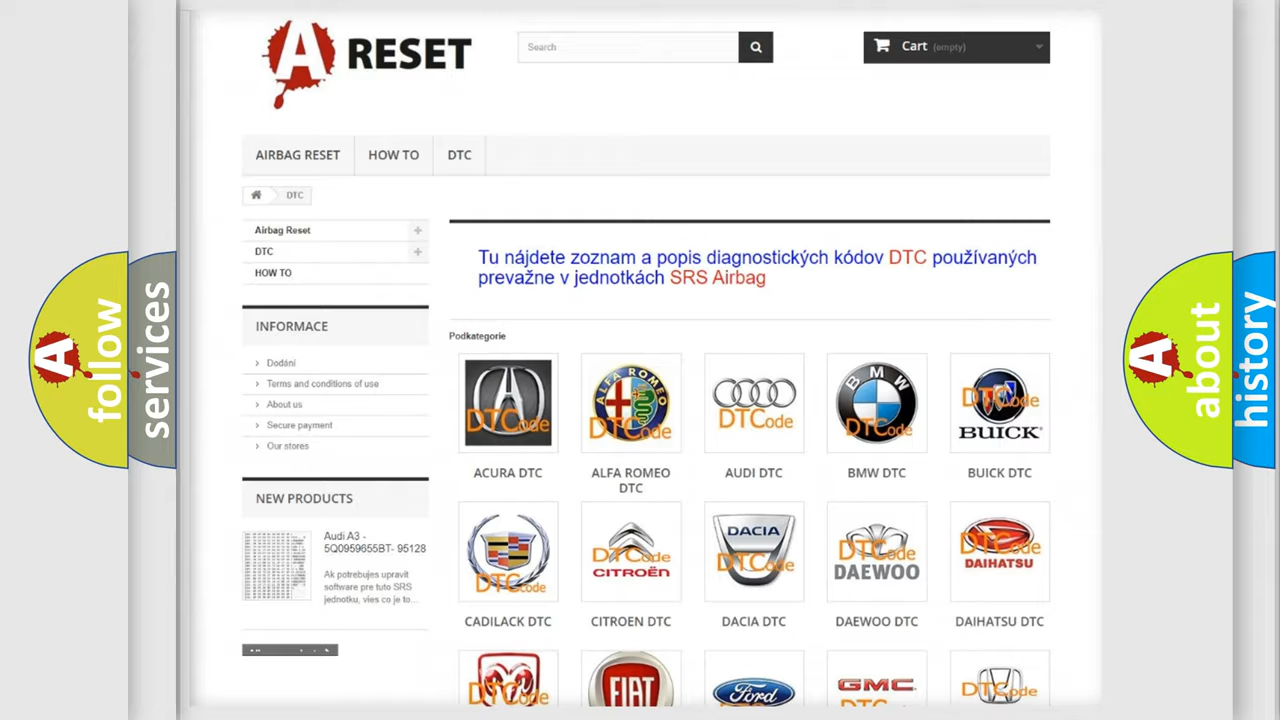 A RESET
Search
Cart (empty)
AIRBAG RESET
HOW TO
DTC
DTC
Airbag Reset
DTC
HOW TO
INFORMACE
Dodání
Terms and conditions of use
About us
Secure payment
Our stores
NEW PRODUCTS
Audi A3 -
5Q0959655BT- 95128
Ak potrebujes upravit
software pre tuto SRS
jednotku, vies co je to...
Tu nájdete zoznam a popis diagnostických kódov DTC používaných
prevažne v jednotkách SRS Airbag
Podkategorie
DTCode
ALFA ROMEO
DTCode
DTCode
BMW
DTCode
DTCode
BUICK
ACURA DTC
ALFA ROMEO
DTC
AUDI DTC
BMW DTC
BUICK DTC
DTCode
DTCode
CITROËN
DACIA
DTCode
DTCode
DAEWOO
DTCode
DAIHATSU
CADILACK DTC
CITROEN DTC
DACIA DTC
DAEWOO DTC
DAIHATSU DTC
DTCode
FIAT
Ford
GMC
DTCode
A follow
services
A about
history